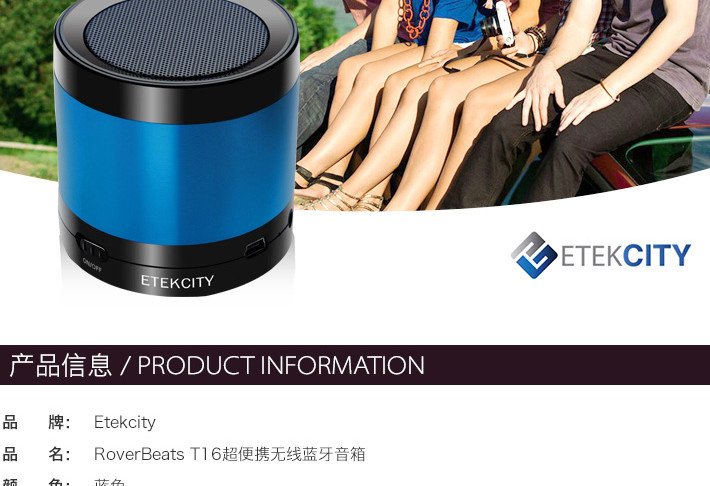 ON/OFF
ETEKCITY
ETEKCITY
产品信息 / PRODUCT INFORMATION
品 牌： Etekcity
品 名： RoverBeats T16超便携无线蓝牙音箱
颜 色： 蓝色